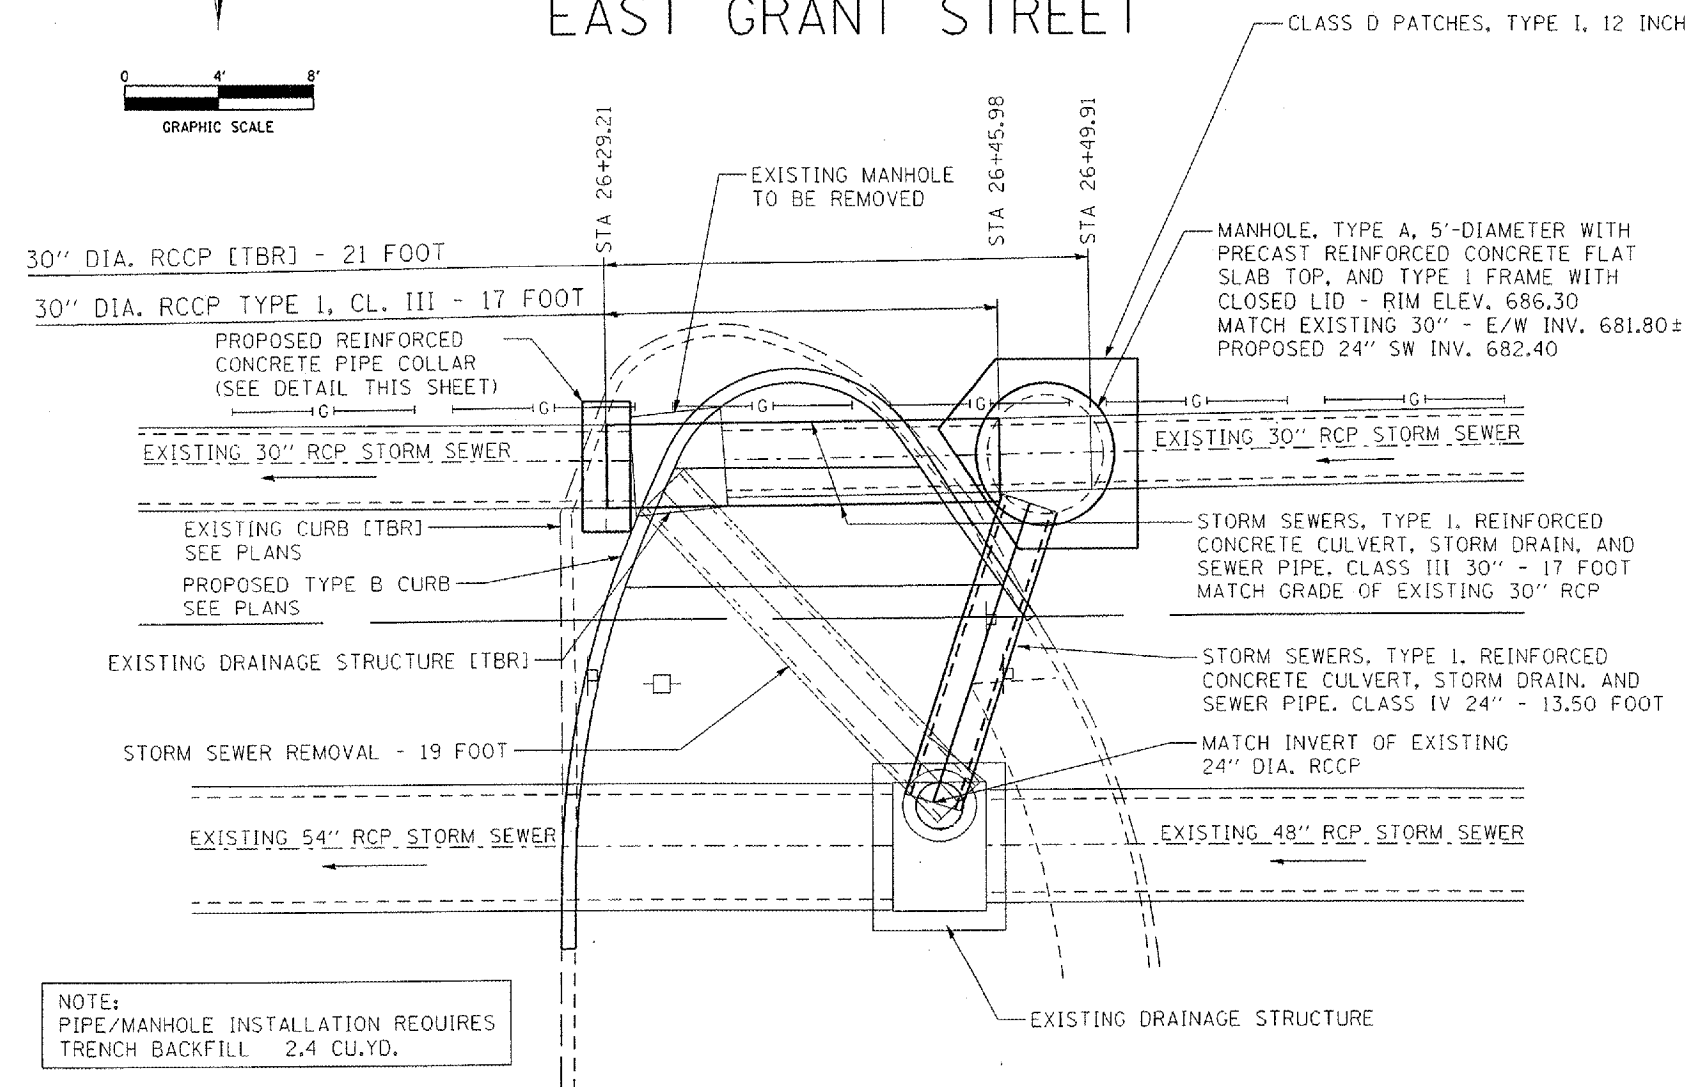 EAST GRANT STREET
CLASS D PATCHES, TYPE I, 12 INCH
0 4' 8'
GRAPHIC SCALE
STA 26+29.21
STA 26+45.98
STA 26+49.91
EXISTING MANHOLE
TO BE REMOVED
30" DIA. RCCP [TBR] - 21 FOOT
30" DIA. RCCP TYPE 1, CL. III - 17 FOOT
MANHOLE, TYPE A, 5'-DIAMETER WITH
PRECAST REINFORCED CONCRETE FLAT
SLAB TOP, AND TYPE 1 FRAME WITH
CLOSED LID - RIM ELEV. 686.30
MATCH EXISTING 30" - E/W INV. 681.80±
PROPOSED 24" SW INV. 682.40
PROPOSED REINFORCED
CONCRETE PIPE COLLAR
(SEE DETAIL THIS SHEET)
G G G G G G
EXISTING 30" RCP STORM SEWER
EXISTING 30" RCP STORM SEWER
EXISTING CURB [TBR]
SEE PLANS
PROPOSED TYPE B CURB
SEE PLANS
STORM SEWERS, TYPE 1, REINFORCED
CONCRETE CULVERT, STORM DRAIN, AND
SEWER PIPE, CLASS III 30" - 17 FOOT
MATCH GRADE OF EXISTING 30" RCP
EXISTING DRAINAGE STRUCTURE [TBR]
STORM SEWERS, TYPE 1, REINFORCED
CONCRETE CULVERT, STORM DRAIN, AND
SEWER PIPE, CLASS IV 24" - 13.50 FOOT
STORM SEWER REMOVAL - 19 FOOT
MATCH INVERT OF EXISTING
24" DIA. RCCP
EXISTING 54" RCP STORM SEWER
EXISTING 48" RCP STORM SEWER
EXISTING DRAINAGE STRUCTURE
NOTE:
PIPE/MANHOLE INSTALLATION REQUIRES
TRENCH BACKFILL 2.4 CU.YD.